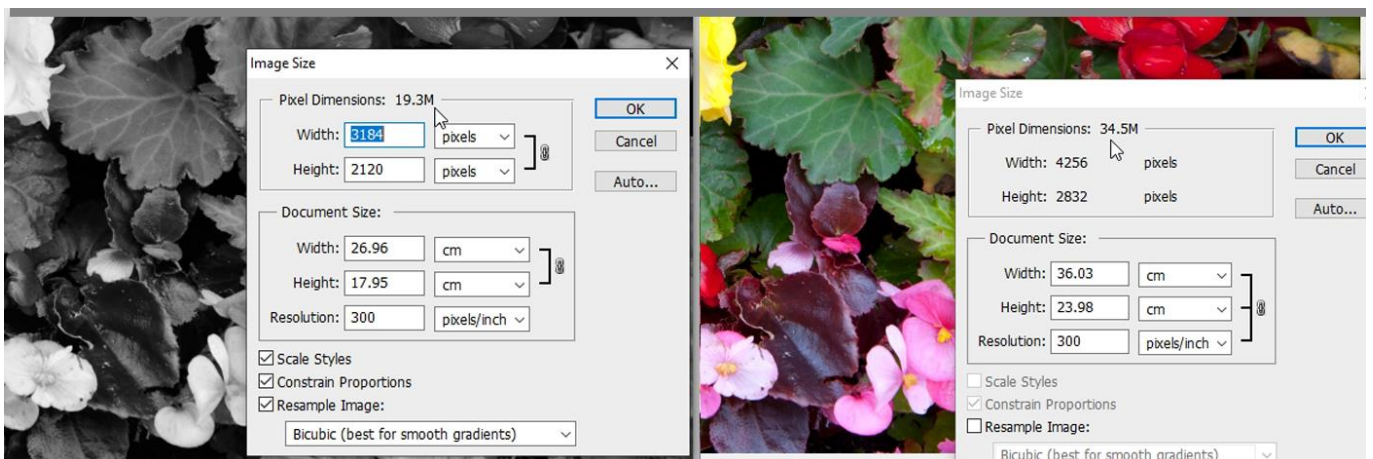 Image Size
Pixel Dimensions: 19.3M
OK
Width: 3184 pixels
Cancel
Height: 2120 pixels
Auto...
Document Size:
Width: 26.96 cm
Height: 17.95 cm
Resolution: 300 pixels/inch
Scale Styles
Constrain Proportions
Resample Image:
Bicubic (best for smooth gradients)
Image Size
Pixel Dimensions: 34.5M
OK
Width: 4256 pixels
Cancel
Height: 2832 pixels
Auto...
Document Size:
Width: 36.03 cm
Height: 23.98 cm
Resolution: 300 pixels/inch
Scale Styles
Constrain Proportions
Resample Image:
Bicubic (best for smooth gradients)